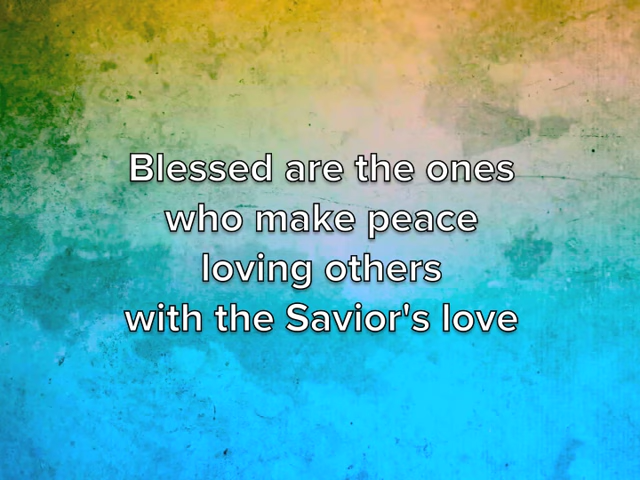 Blessed are the ones
who make peace
loving others
with the Savior's love